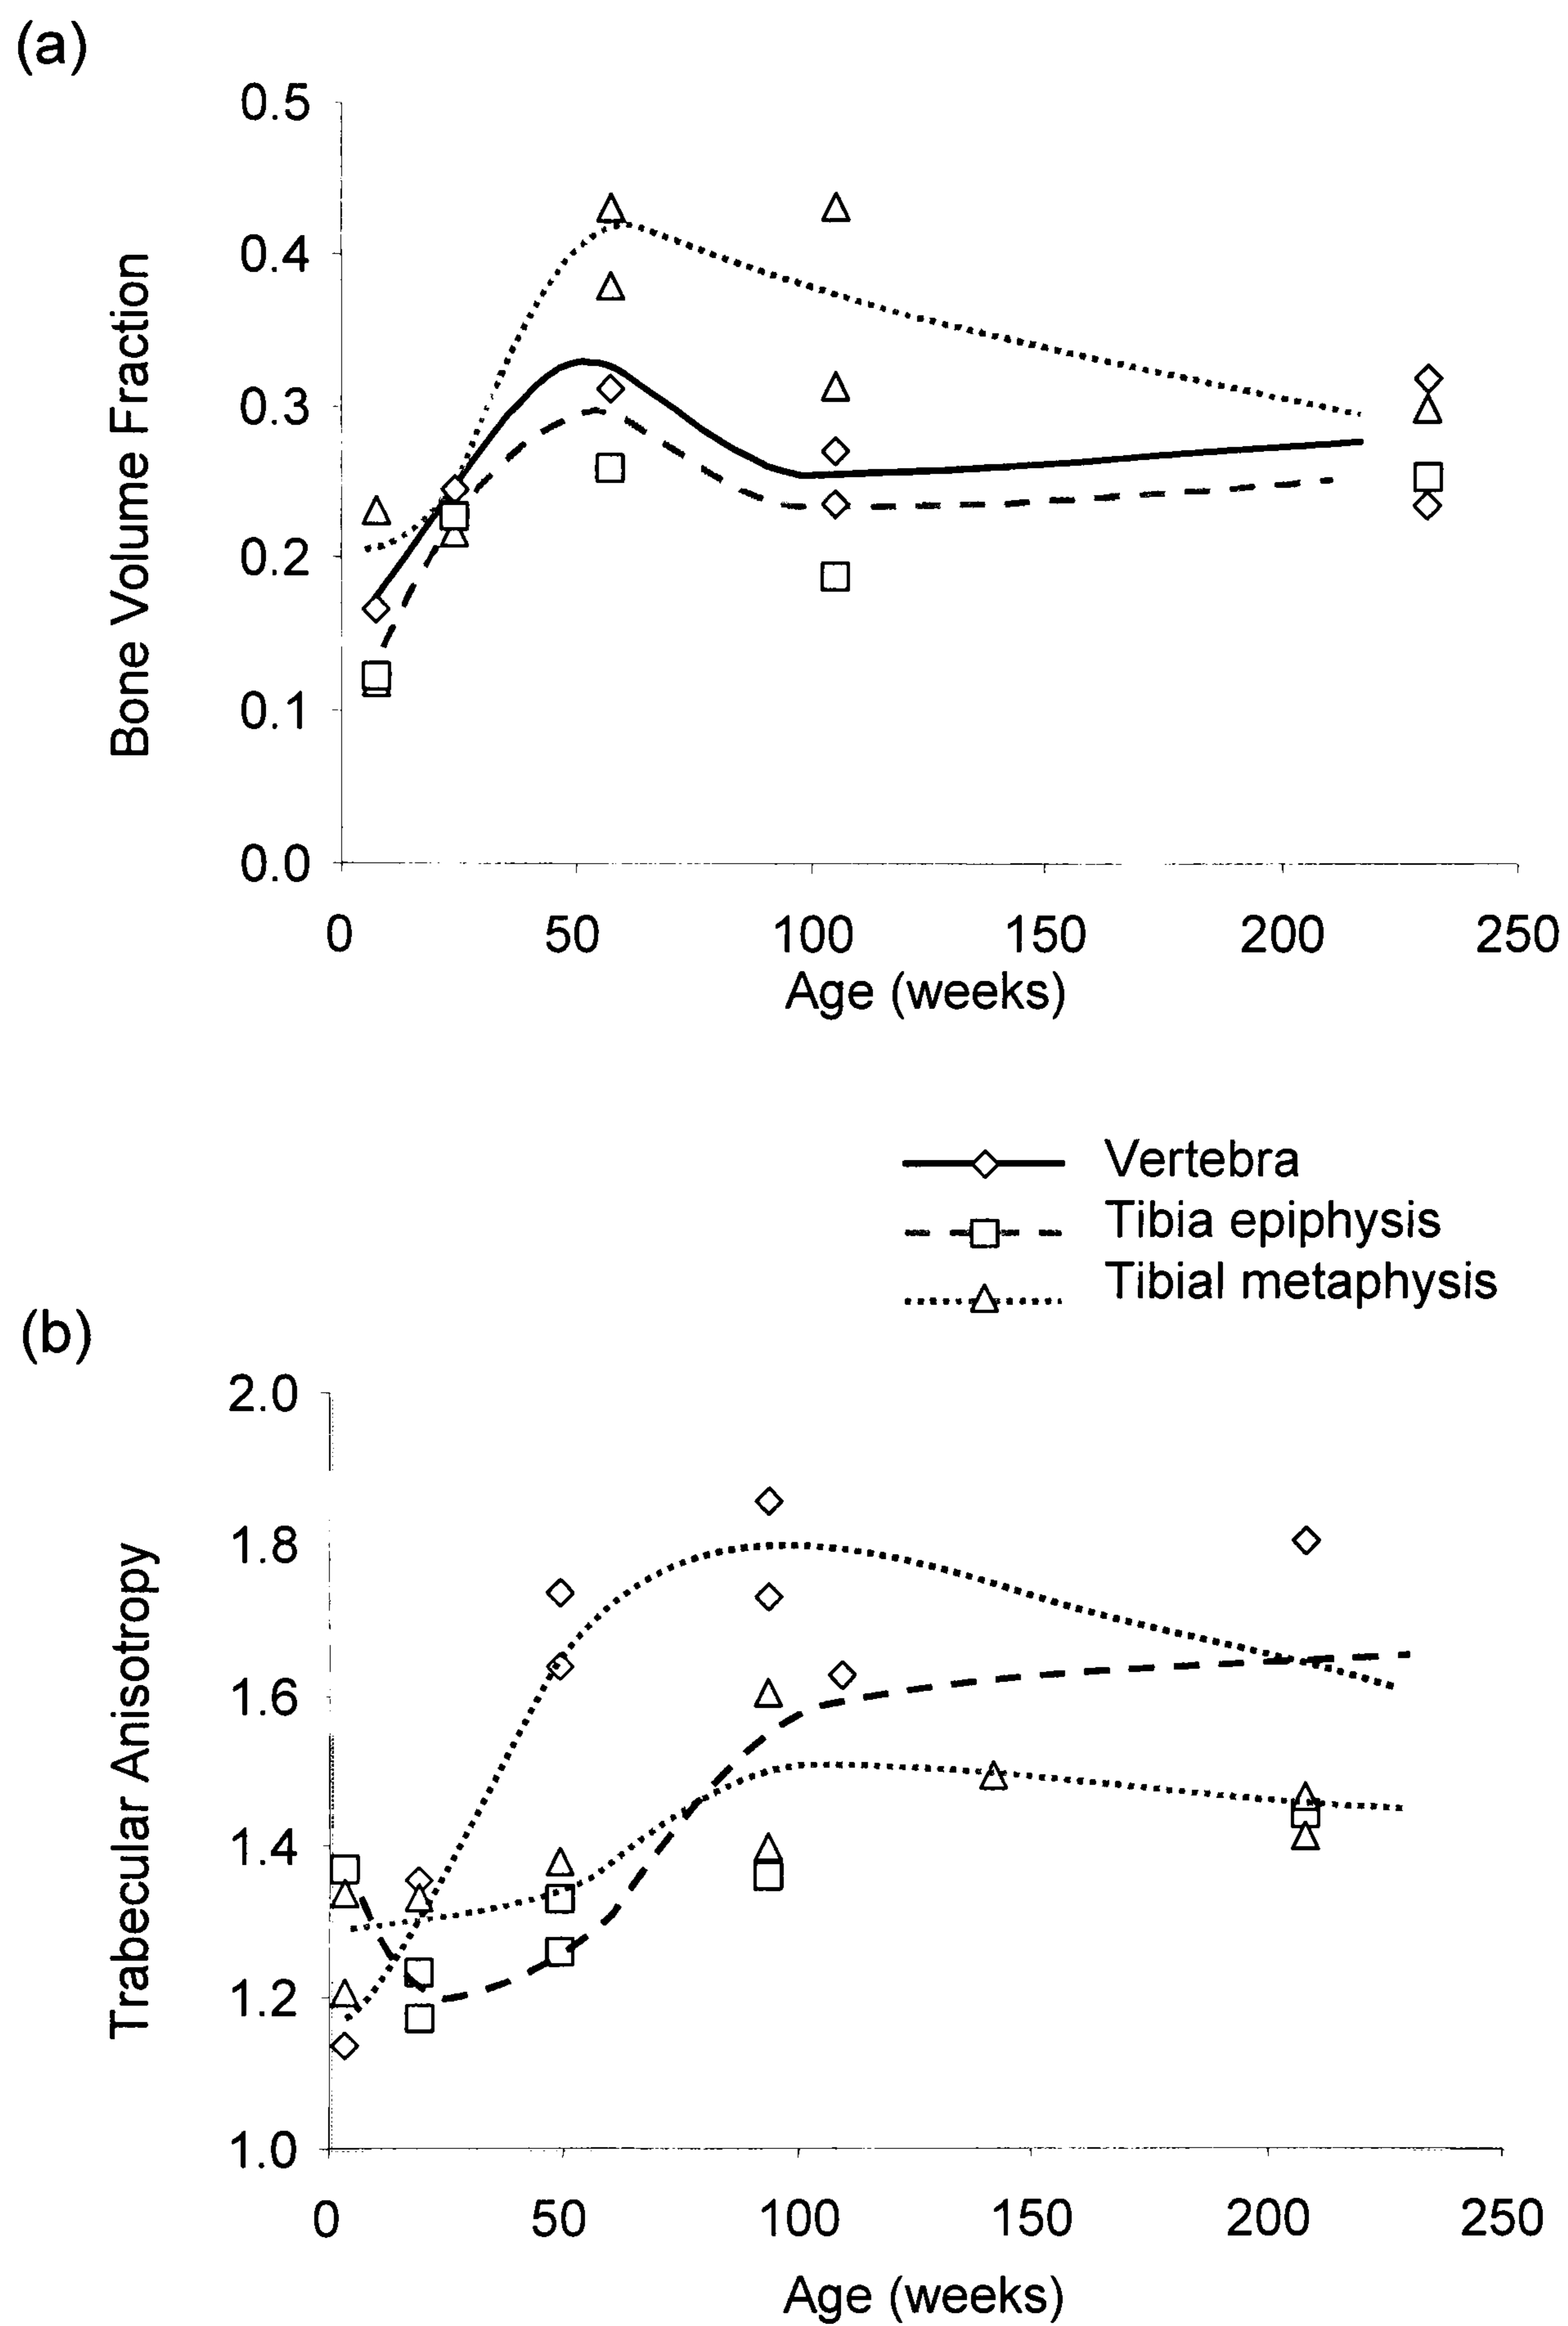 (a)
0.5
0.4
0.3
0.2
0.1
0.0
Bone Volume Fraction
0 50 100 150 200 250
Age (weeks)
Vertebra
Tibia epiphysis
Tibial metaphysis
(b)
2.0
1.8
1.6
1.4
1.2
1.0
Trabecular Anisotropy
0 50 100 150 200 250
Age (weeks)